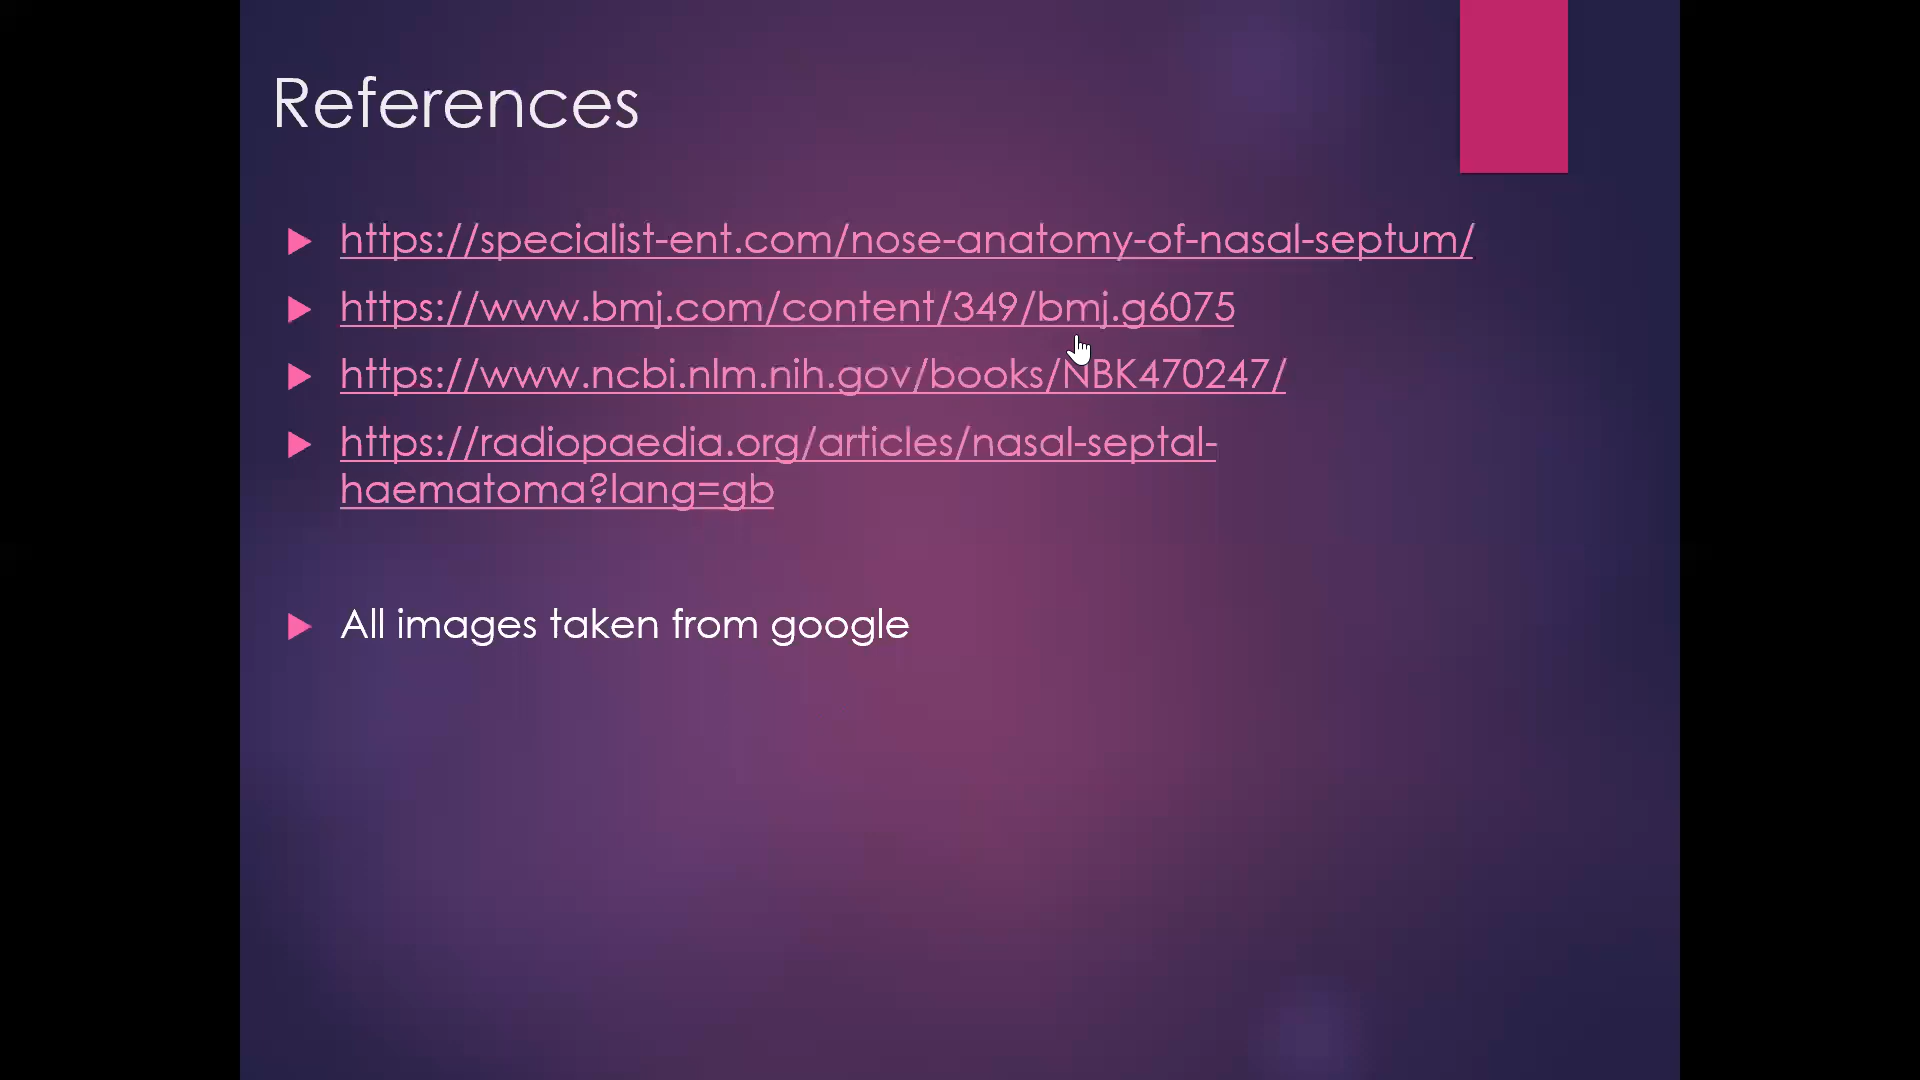 References
https://specialist-ent.com/nose-anatomy-of-nasal-septum/
https://www.bmj.com/content/349/bmj.g6075
https://www.ncbi.nlm.nih.gov/books/NBK470247/
https://radiopaedia.org/articles/nasal-septal-
haematoma?lang=gb
All images taken from google